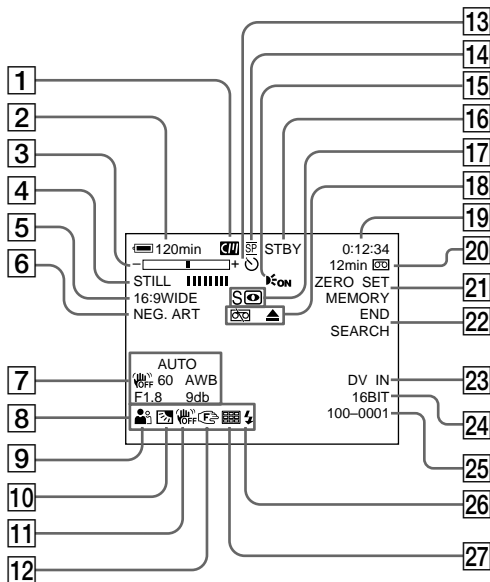 13
14
15
16
17
18
19
20
21
22
23
24
25
26
27
1
2
3
4
5
6
7
8
9
10
11
12
120min SP STBY 0:12:34
− + ON 12min
STILL ZERO SET
16:9WIDE S MEMORY
NEG. ART END
SEARCH
AUTO
OFF 60 AWB DV IN
F1.8 9db 16BIT
OFF F 100–0001